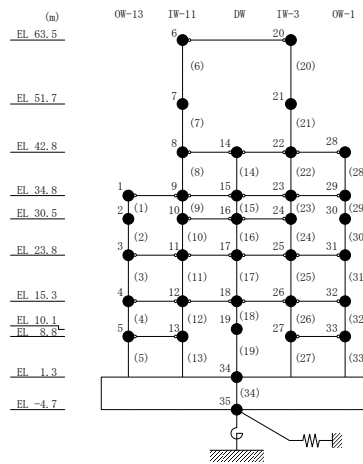 (m) OW-13 IW-11 DW IW-3 OW-1
EL 63.5 6 20
(6) (20)
EL 51.7 7 21
(7) (21)
EL 42.8 8 14 22 28
(8) (14) (22) (28)
EL 34.8 1 9 15 23 29
(1) (9) (15) (23) (29)
EL 30.5 2 10 16 24 30
(2) (10) (16) (24) (30)
EL 23.8 3 11 17 25 31
(3) (11) (17) (25) (31)
EL 15.3 4 12 18 26 32
(4) (12) (18) (26) (32)
EL 10.1 19
EL 8.8 5 13 27 33
(5) (13) (19) (27) (33)
EL 1.3 34
(34)
EL -4.7 35